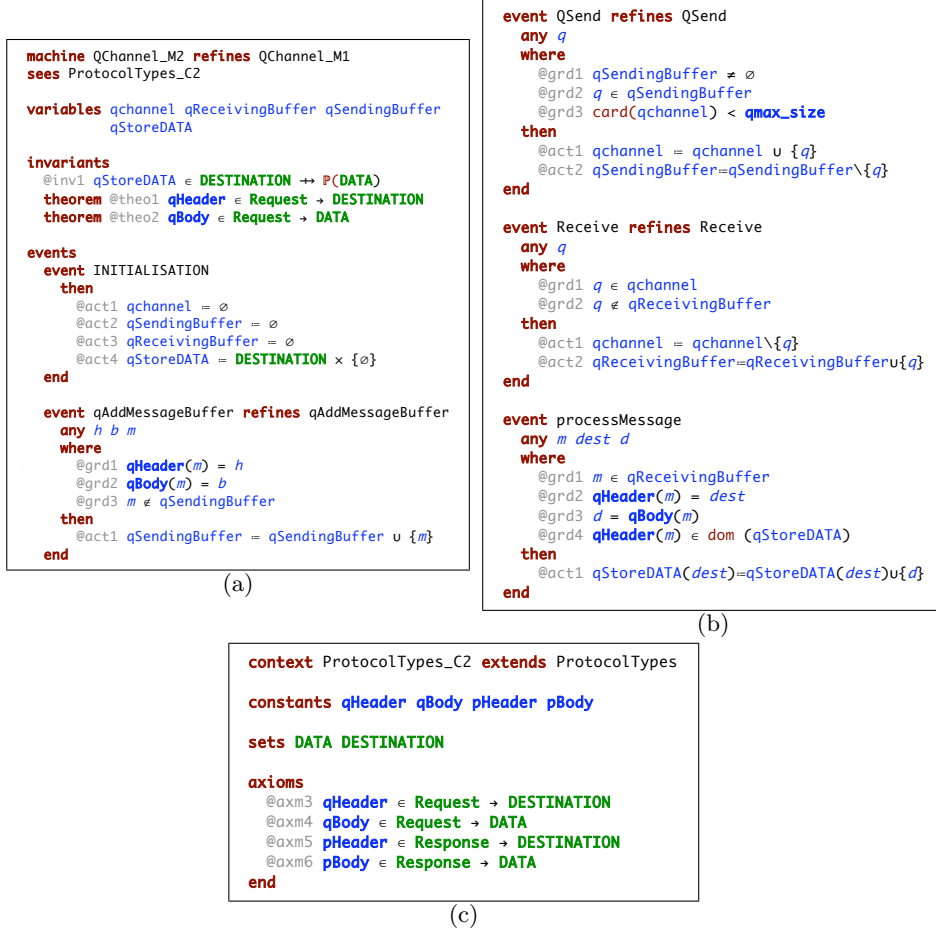 machine QChannel_M2 refines QChannel_M1
sees ProtocolTypes_C2
variables qchannel qReceivingBuffer qSendingBuffer
qStoreDATA
invariants
@inv1 qStoreDATA ∈ DESTINATION ⇸ ℙ(DATA)
theorem @theo1 qHeader ∈ Request → DESTINATION
theorem @theo2 qBody ∈ Request → DATA
events
event INITIALISATION
then
@act1 qchannel ≔ ∅
@act2 qSendingBuffer ≔ ∅
@act3 qReceivingBuffer ≔ ∅
@act4 qStoreDATA ≔ DESTINATION × {∅}
end
event qAddMessageBuffer refines qAddMessageBuffer
any h b m
where
@grd1 qHeader(m) = h
@grd2 qBody(m) = b
@grd3 m ∉ qSendingBuffer
then
@act1 qSendingBuffer ≔ qSendingBuffer ∪ {m}
end
(a)
event QSend refines QSend
any q
where
@grd1 qSendingBuffer ≠ ∅
@grd2 q ∈ qSendingBuffer
@grd3 card(qchannel) < qmax_size
then
@act1 qchannel ≔ qchannel ∪ {q}
@act2 qSendingBuffer≔qSendingBuffer\{q}
end
event Receive refines Receive
any q
where
@grd1 q ∈ qchannel
@grd2 q ∉ qReceivingBuffer
then
@act1 qchannel ≔ qchannel\{q}
@act2 qReceivingBuffer≔qReceivingBuffer∪{q}
end
event processMessage
any m dest d
where
@grd1 m ∈ qReceivingBuffer
@grd2 qHeader(m) = dest
@grd3 d = qBody(m)
@grd4 qHeader(m) ∈ dom (qStoreDATA)
then
@act1 qStoreDATA(dest)≔qStoreDATA(dest)∪{d}
end
(b)
context ProtocolTypes_C2 extends ProtocolTypes
constants qHeader qBody pHeader pBody
sets DATA DESTINATION
axioms
@axm3 qHeader ∈ Request → DESTINATION
@axm4 qBody ∈ Request → DATA
@axm5 pHeader ∈ Response → DESTINATION
@axm6 pBody ∈ Response → DATA
end
(c)